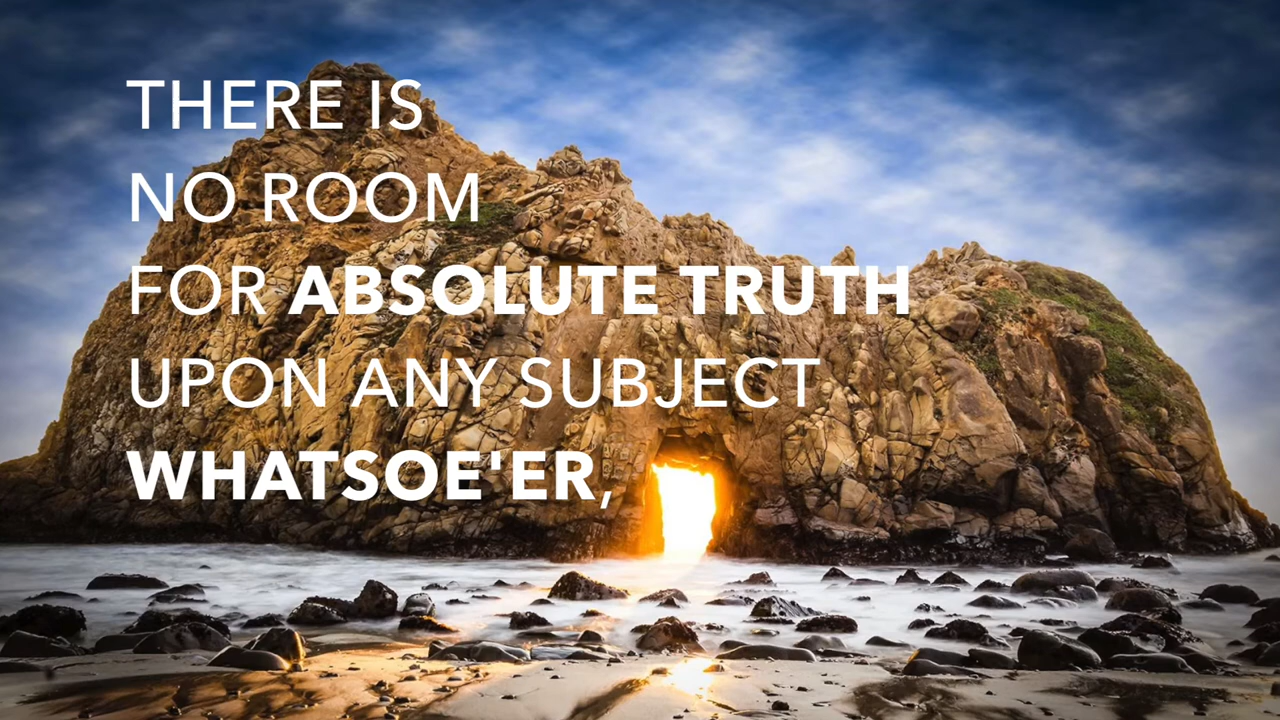 THERE IS
NO ROOM
FOR ABSOLUTE TRUTH
UPON ANY SUBJECT
WHATSOE'ER,